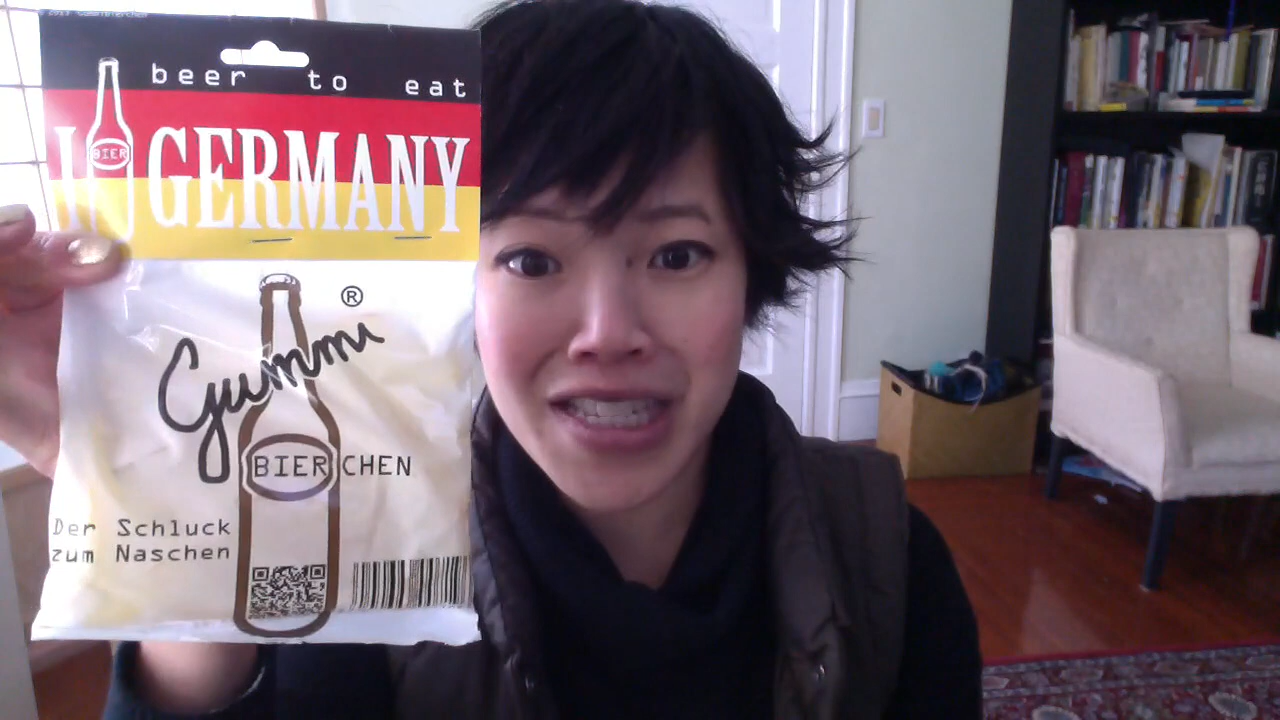 beer to eat
I BIER GERMANY
®
Gummi
BIERCHEN
Der Schluck
zum Naschen